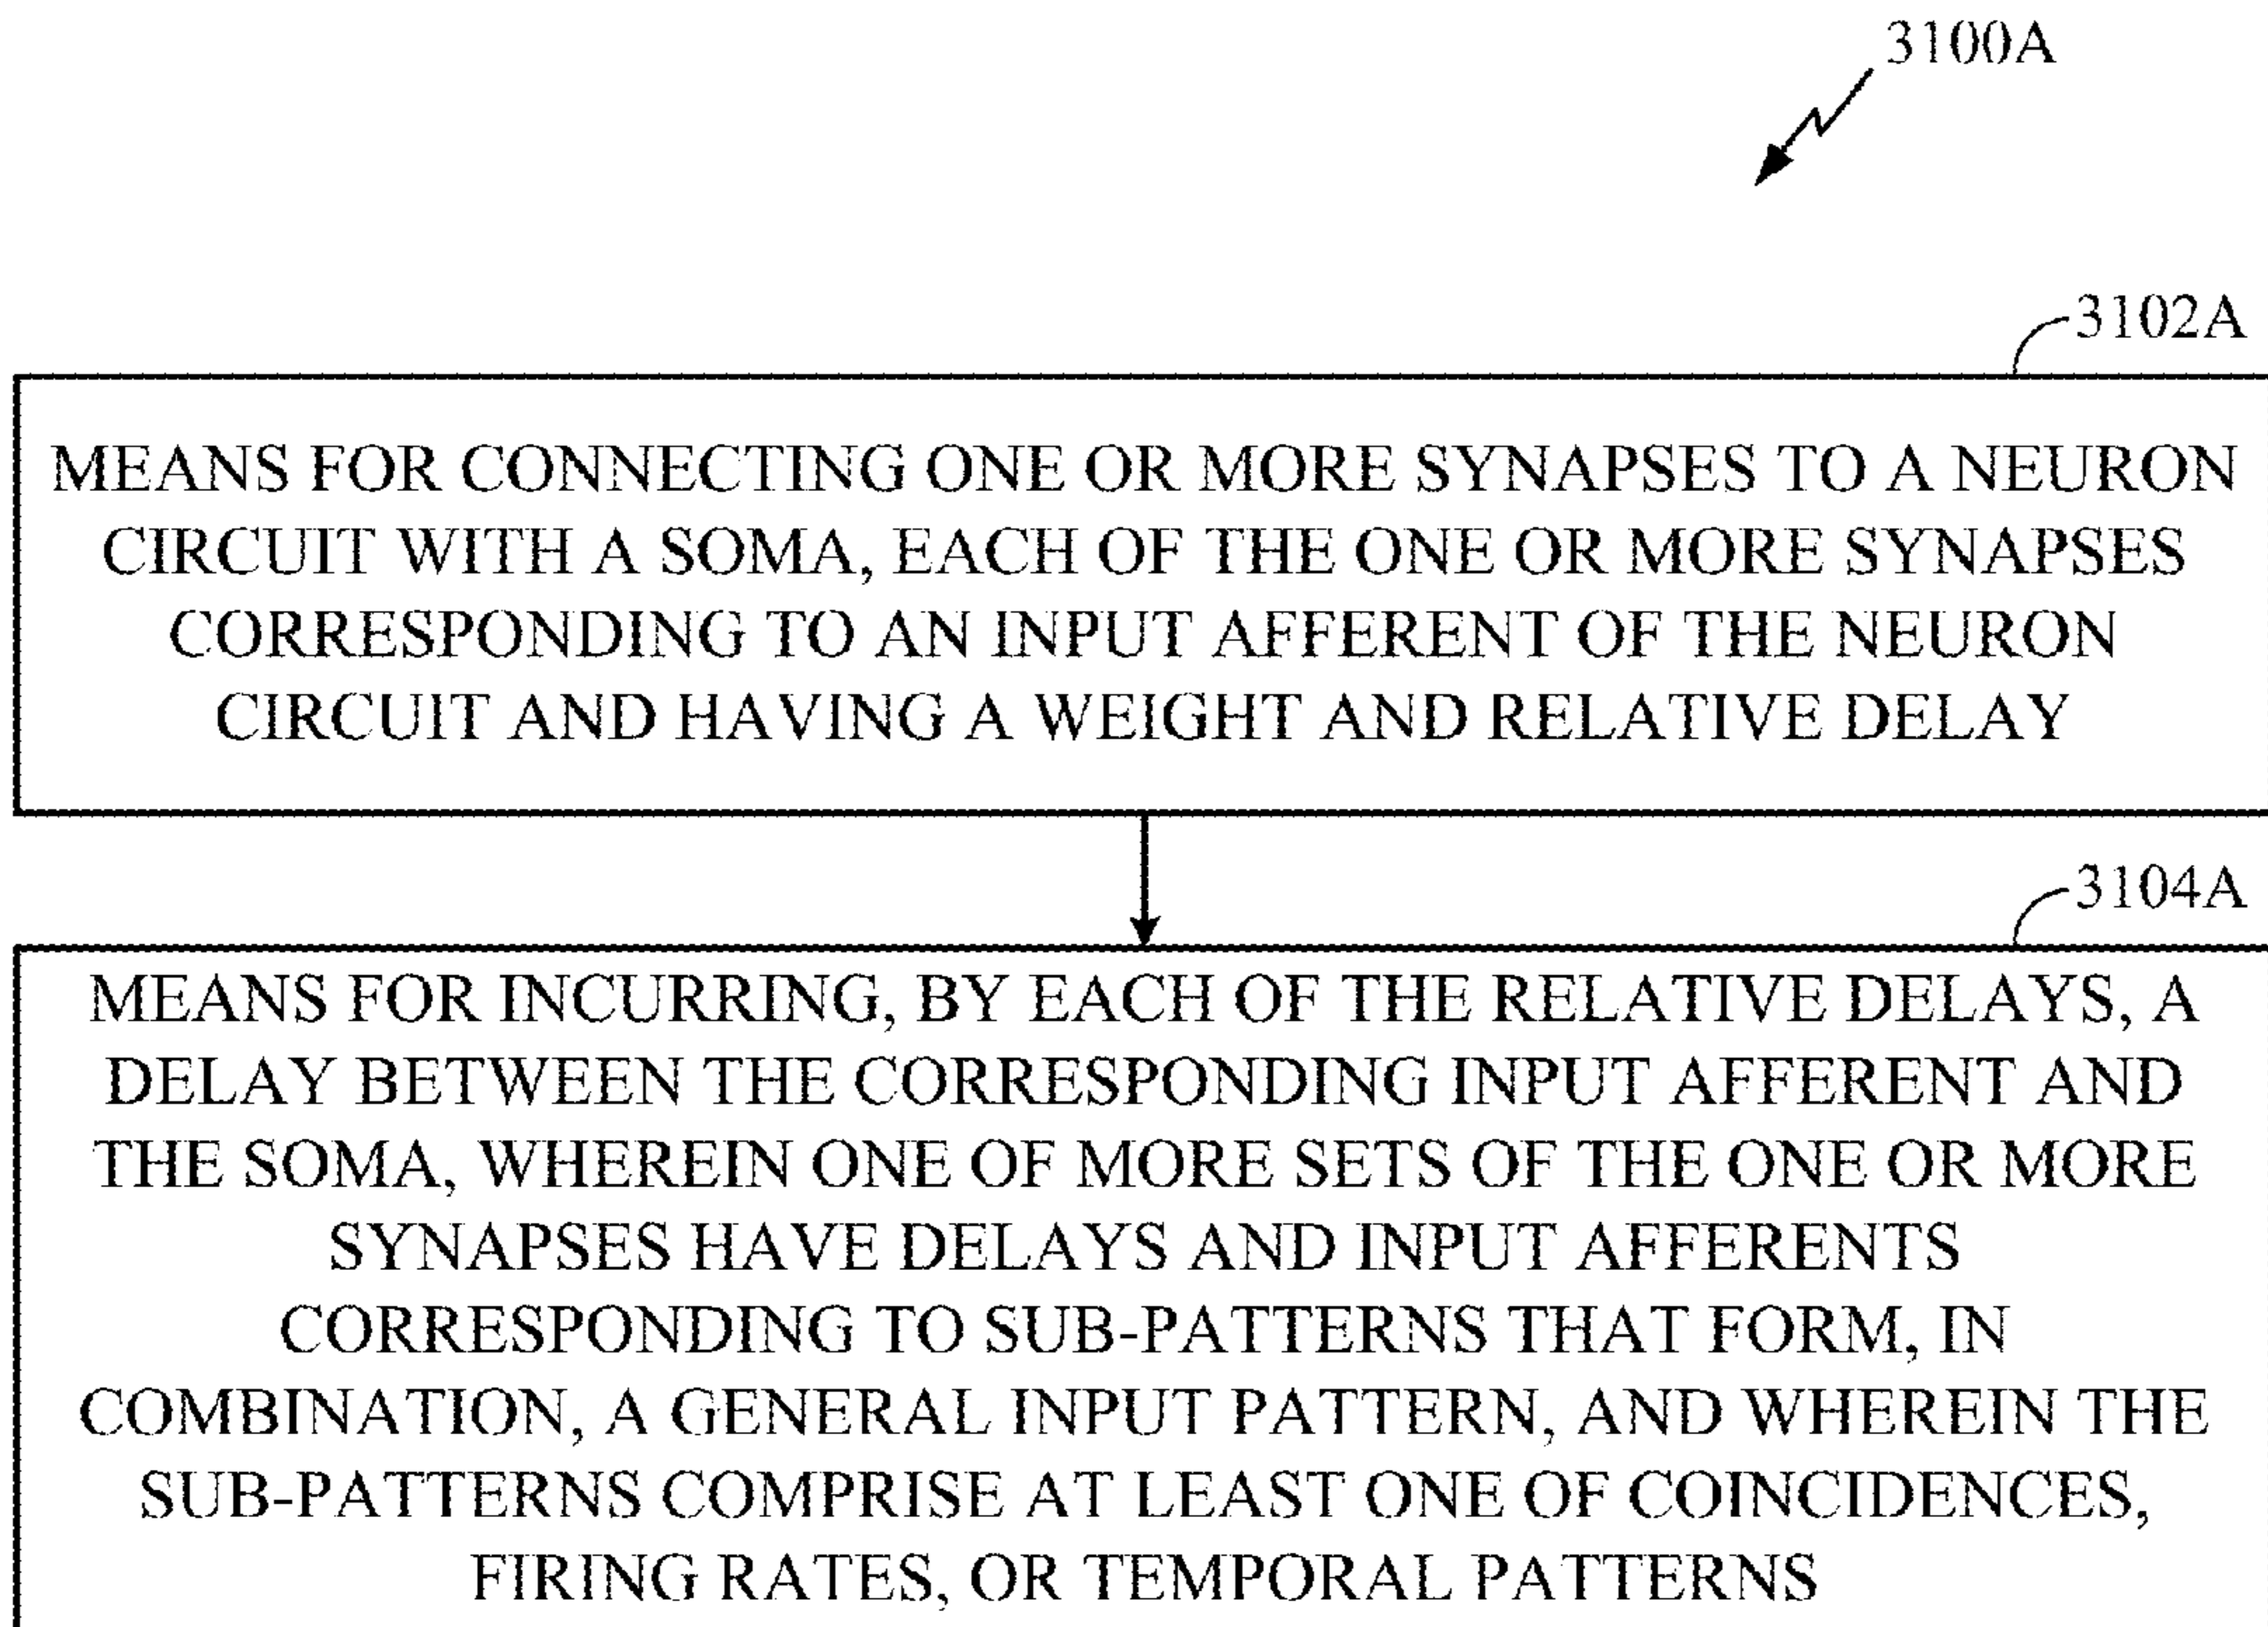 3100A
3102A
MEANS FOR CONNECTING ONE OR MORE SYNAPSES TO A NEURON
CIRCUIT WITH A SOMA, EACH OF THE ONE OR MORE SYNAPSES
CORRESPONDING TO AN INPUT AFFERENT OF THE NEURON
CIRCUIT AND HAVING A WEIGHT AND RELATIVE DELAY
3104A
MEANS FOR INCURRING, BY EACH OF THE RELATIVE DELAYS, A
DELAY BETWEEN THE CORRESPONDING INPUT AFFERENT AND
THE SOMA, WHEREIN ONE OF MORE SETS OF THE ONE OR MORE
SYNAPSES HAVE DELAYS AND INPUT AFFERENTS
CORRESPONDING TO SUB-PATTERNS THAT FORM, IN
COMBINATION, A GENERAL INPUT PATTERN, AND WHEREIN THE
SUB-PATTERNS COMPRISE AT LEAST ONE OF COINCIDENCES,
FIRING RATES, OR TEMPORAL PATTERNS